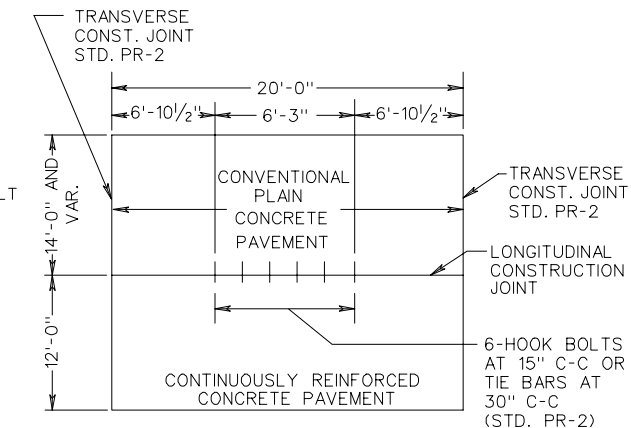 TRANSVERSE
CONST. JOINT
STD. PR-2
20'-0"
6'-10½"
6'-3"
6'-10½"
LT
14'-0" AND
VAR.
CONVENTIONAL
PLAIN
CONCRETE
PAVEMENT
TRANSVERSE
CONST. JOINT
STD. PR-2
LONGITUDINAL
CONSTRUCTION
JOINT
12'-0"
6-HOOK BOLTS
AT 15" C-C OR
TIE BARS AT
30" C-C
(STD. PR-2)
CONTINUOUSLY REINFORCED
CONCRETE PAVEMENT